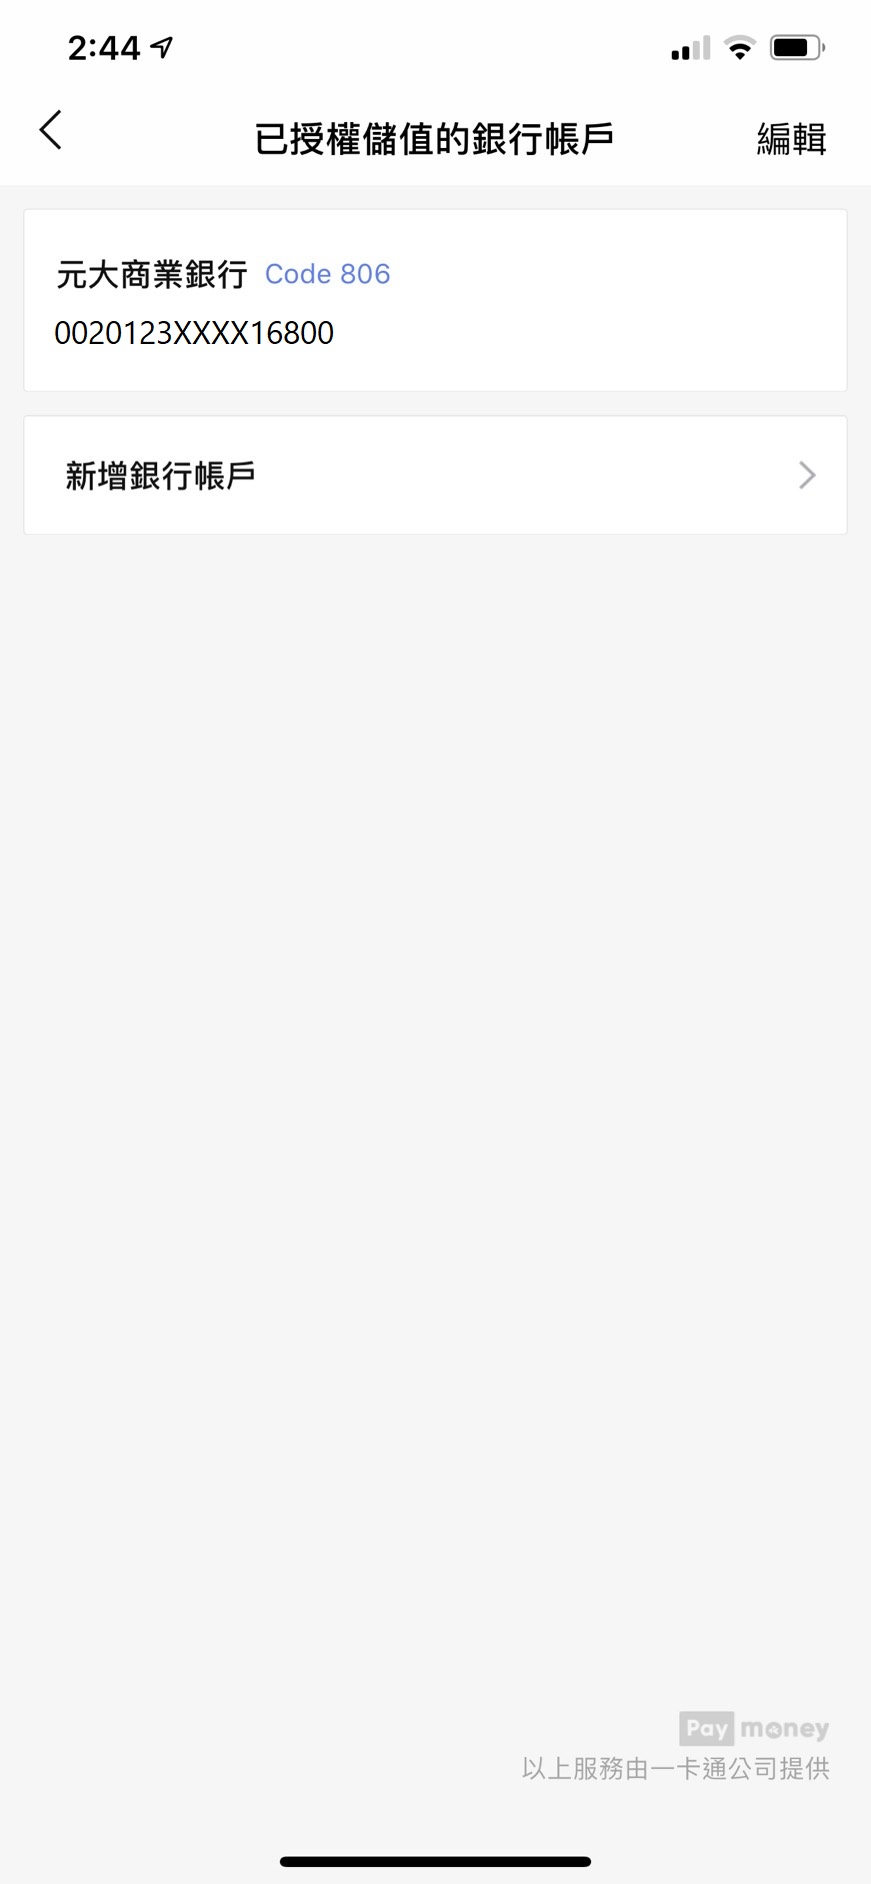 2:44
已授權儲值的銀行帳戶
編輯
元大商業銀行 Code 806
0020123XXXX16800
新增銀行帳戶
Pay money
以上服務由一卡通公司提供